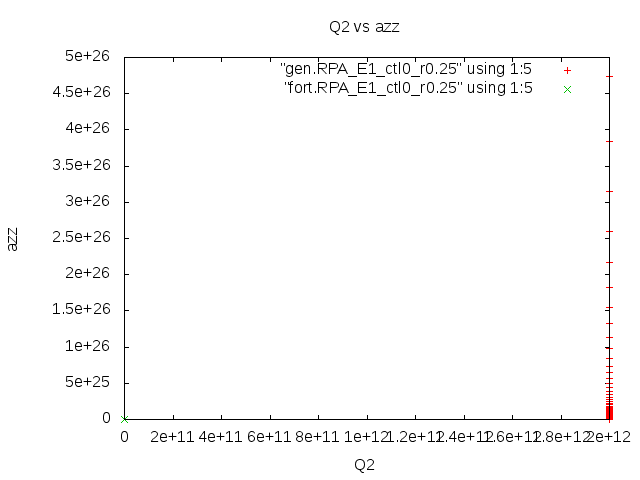 Q2 vs azz
"gen.RPA_E1_ctl0_r0.25" using 1:5
"fort.RPA_E1_ctl0_r0.25" using 1:5
5e+26
4.5e+26
4e+26
3.5e+26
3e+26
2.5e+26
2e+26
1.5e+26
1e+26
5e+25
0
azz
0 2e+11 4e+11 6e+11 8e+11 1e+12 1.2e+12 1.4e+12 1.6e+12 1.8e+12 2e+12
Q2